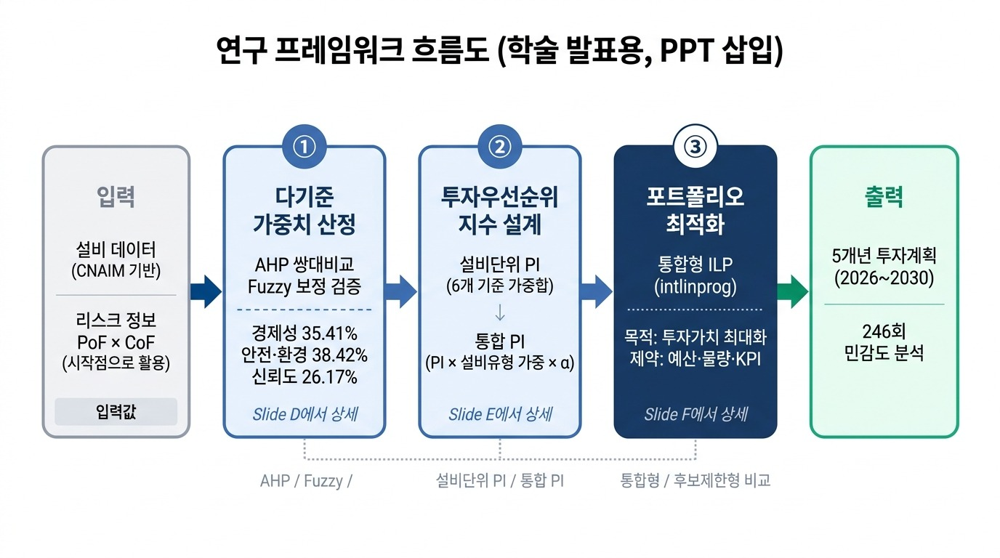 연구 프레임워크 흐름도 (학술 발표용, PPT 삽입)
입력
설비 데이터
(CNAIM 기반)
리스크 정보
PoF × CoF
(시작점으로 활용)
입력값
①
다기준
가중치 산정
AHP 쌍대비교
Fuzzy 보정 검증
경제성 35.41%
안전·환경 38.42%
신뢰도 26.17%
Slide D에서 상세
②
투자우선순위
지수 설계
설비단위 PI
(6개 기준 가중합)
↓
통합 PI
(PI × 설비유형 가중 × α)
Slide E에서 상세
③
포트폴리오
최적화
통합형 ILP
(intlinprog)
목적: 투자가치 최대화
제약: 예산·물량·KPI
Slide F에서 상세
출력
5개년 투자계획
(2026~2030)
246회
민감도 분석
AHP / Fuzzy /
설비단위 PI / 통합 PI
통합형 / 후보제한형 비교